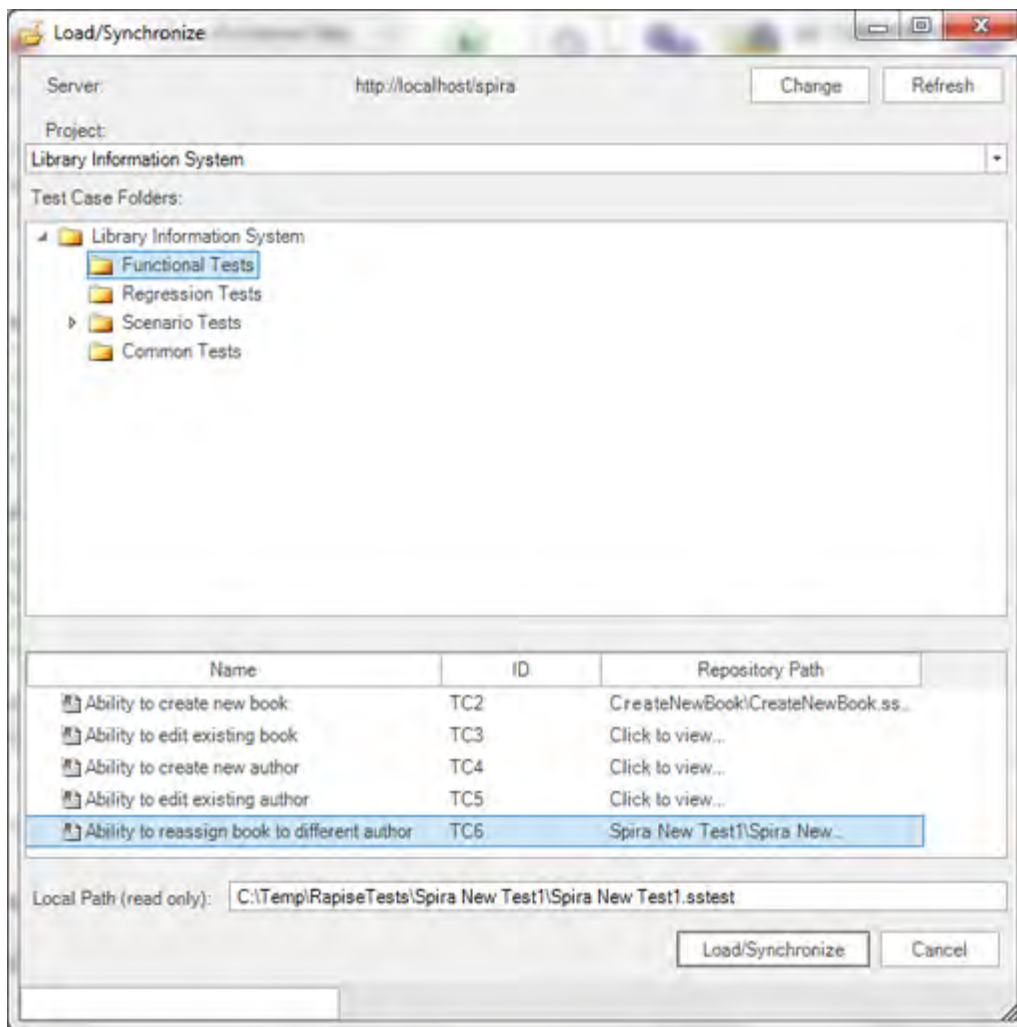 Load/Synchronize
Server: http://localhost/spira Change Refresh
Project:
Library Information System
Test Case Folders:
Library Information System
Functional Tests
Regression Tests
Scenario Tests
Common Tests
Name ID Repository Path
Ability to create new book TC2 CreateNewBook\CreateNewBook.ss...
Ability to edit existing book TC3 Click to view...
Ability to create new author TC4 Click to view...
Ability to edit existing author TC5 Click to view...
Ability to reassign book to different author TC6 Spira New Test1\Spira New...
Local Path (read only): C:\Temp\RapiseTests\Spira New Test1\Spira New Test1.sstest
Load/Synchronize Cancel